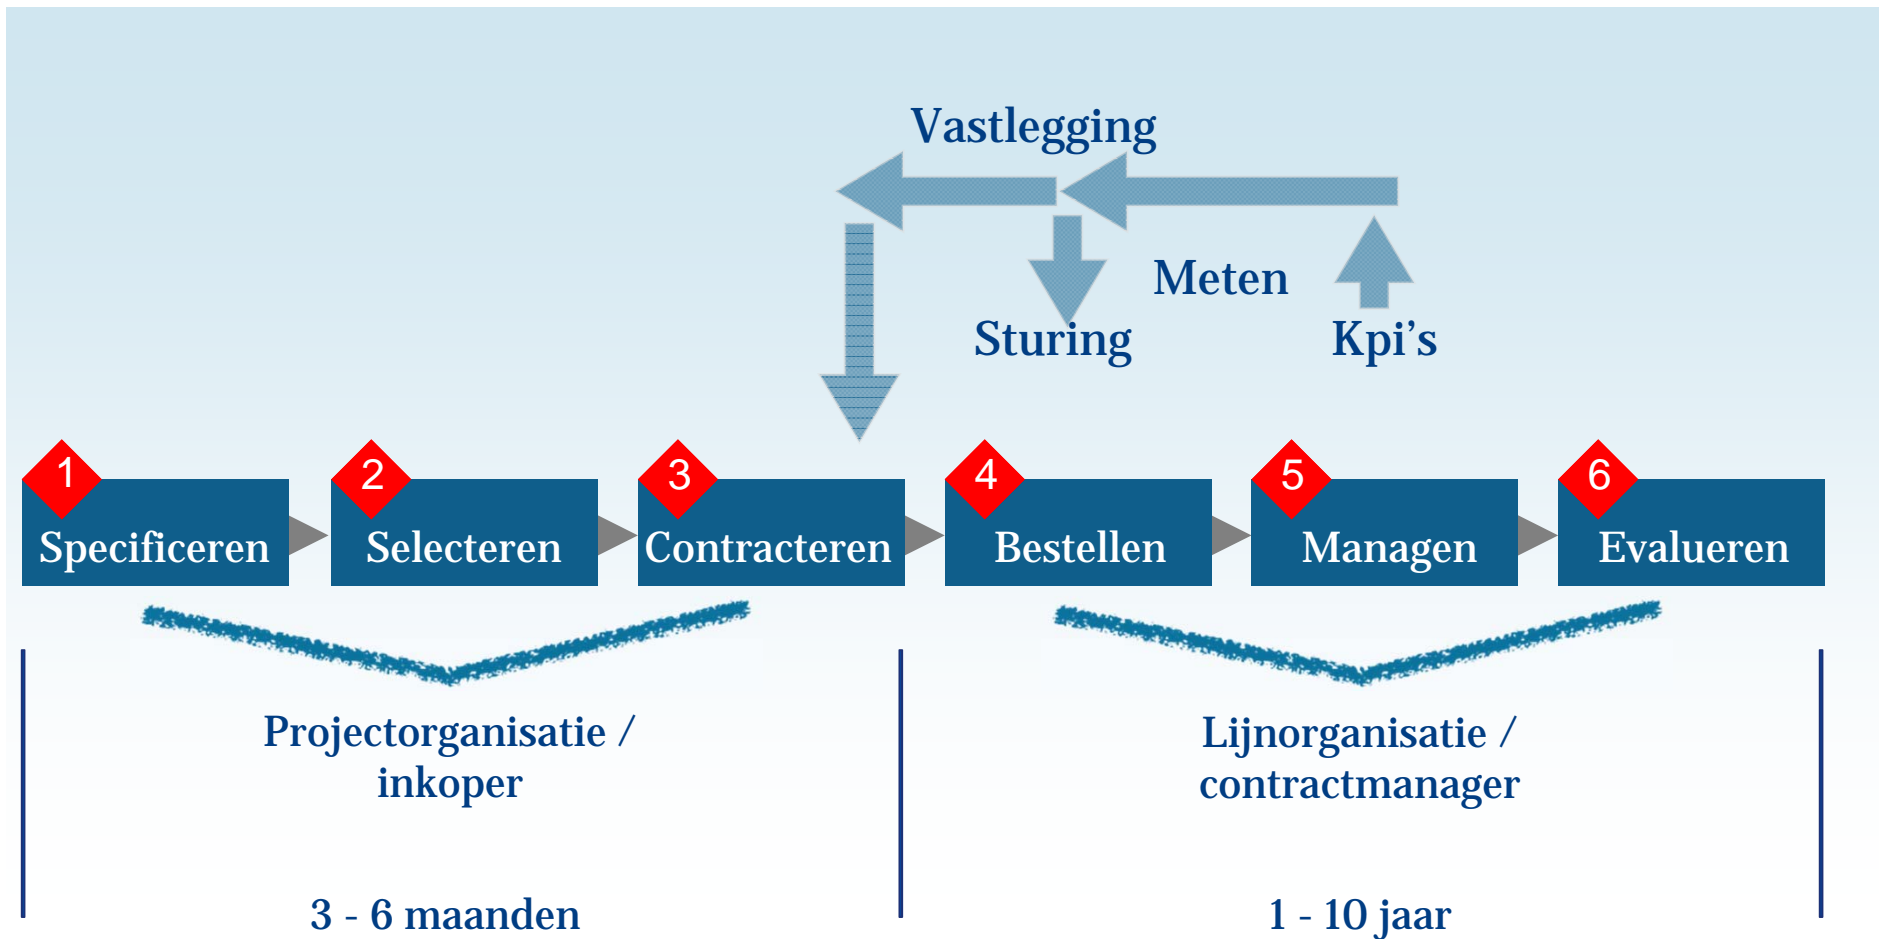 Vastlegging
Meten
Sturing
Kpi’s
1
2
3
4
5
6
Specificeren
Selecteren
Contracteren
Bestellen
Managen
Evalueren
Projectorganisatie /
inkoper
Lijnorganisatie /
contractmanager
3 - 6 maanden
1 - 10 jaar